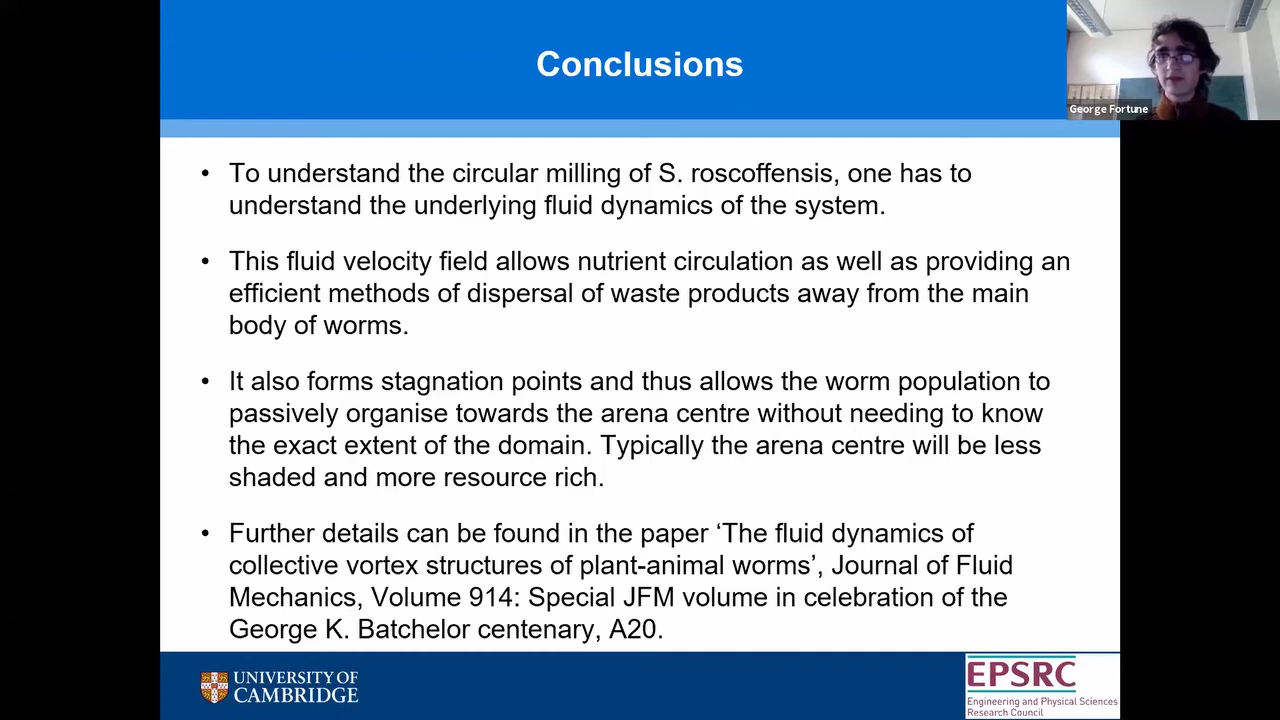 Conclusions
George Fortune
• To understand the circular milling of S. roscoffensis, one has to
understand the underlying fluid dynamics of the system.
• This fluid velocity field allows nutrient circulation as well as providing an
efficient methods of dispersal of waste products away from the main
body of worms.
• It also forms stagnation points and thus allows the worm population to
passively organise towards the arena centre without needing to know
the exact extent of the domain. Typically the arena centre will be less
shaded and more resource rich.
• Further details can be found in the paper ‘The fluid dynamics of
collective vortex structures of plant-animal worms’, Journal of Fluid
Mechanics, Volume 914: Special JFM volume in celebration of the
George K. Batchelor centenary, A20.
UNIVERSITY OF
CAMBRIDGE
EPSRC
Engineering and Physical Sciences
Research Council